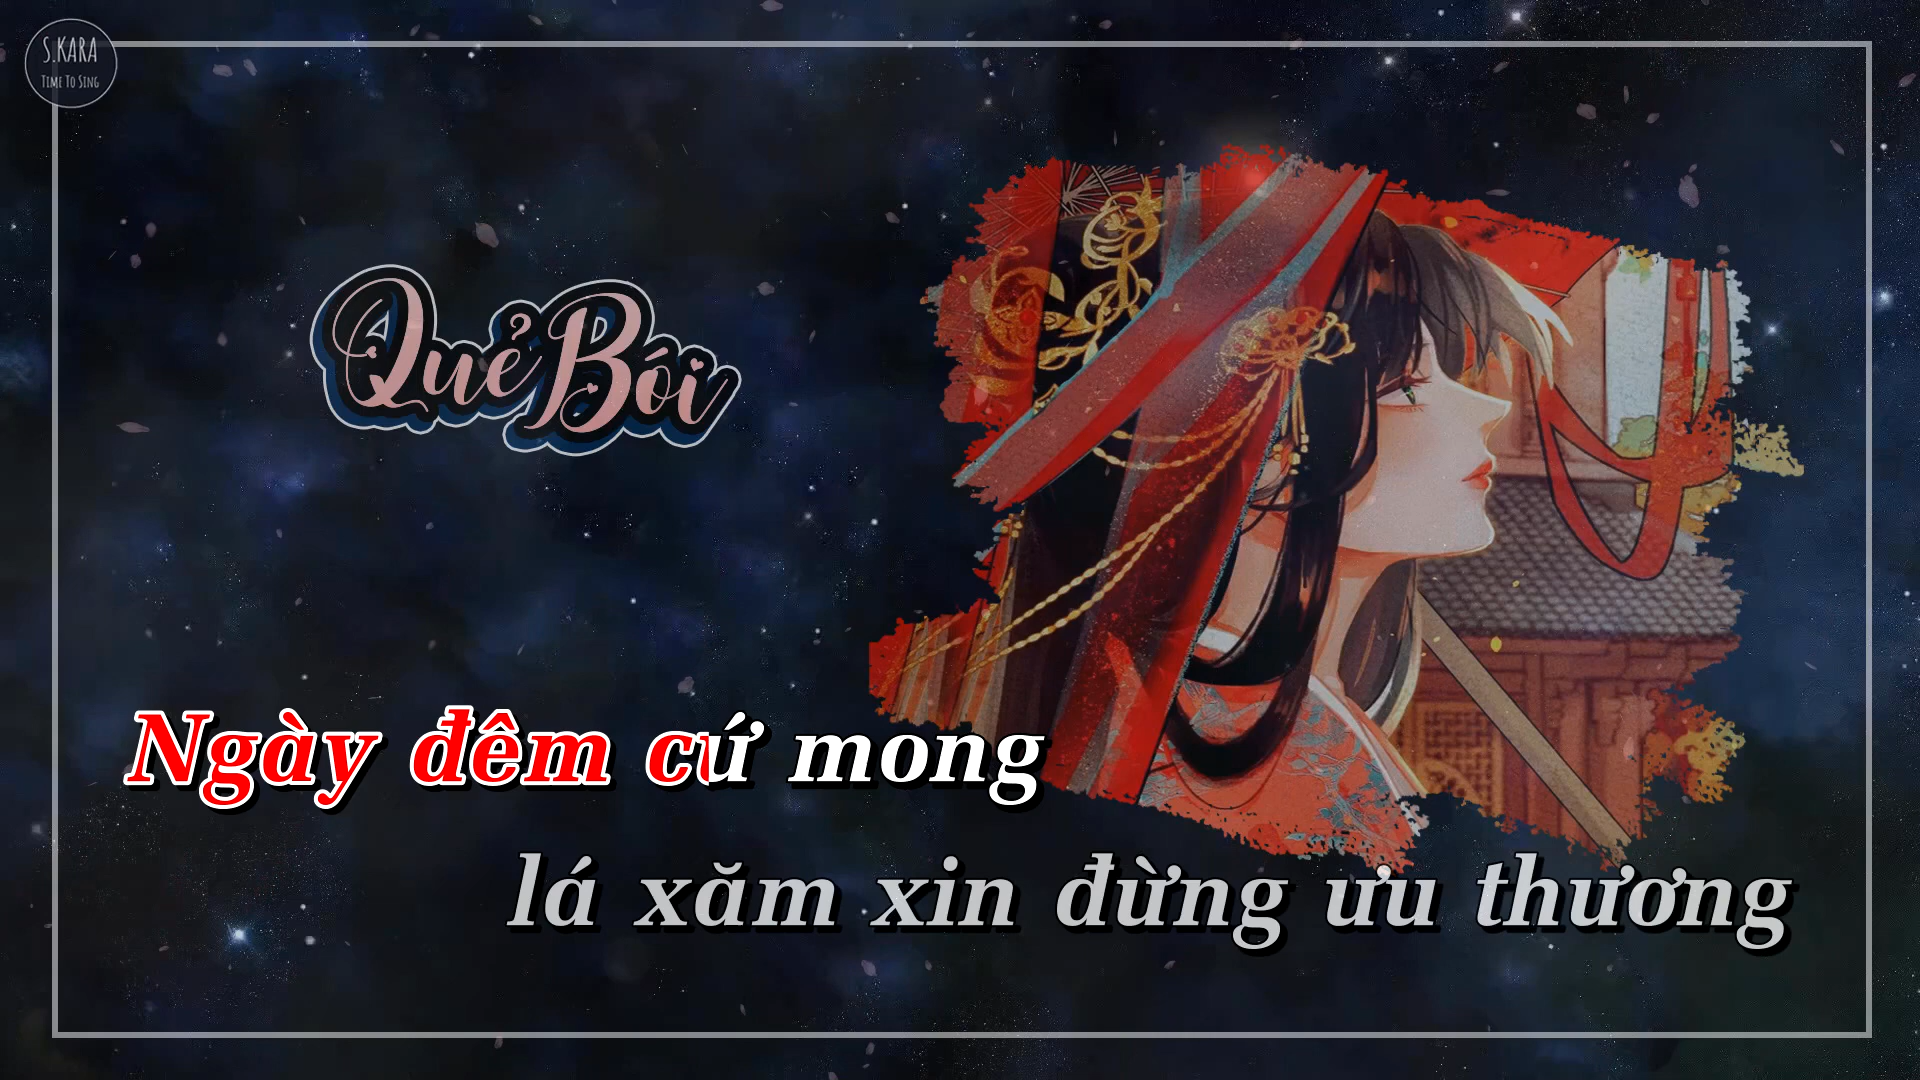 S.KARA
TIME TO SING
Quẻ Bói
Ngày đêm cứ mong
lá xăm xin đừng ưu thương